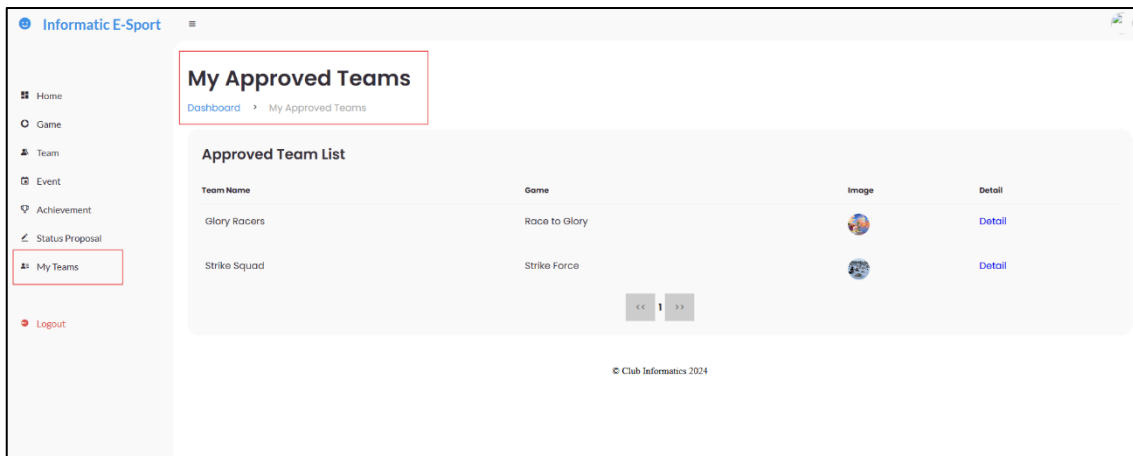 Informatic E-Sport
Home
Game
Team
Event
Achievement
Status Proposal
My Teams
Logout
My Approved Teams
Dashboard > My Approved Teams
Approved Team List
Team Name Game Image Detail
Glory Racers Race to Glory Detail
Strike Squad Strike Force Detail
<< 1 >>
© Club Informatics 2024